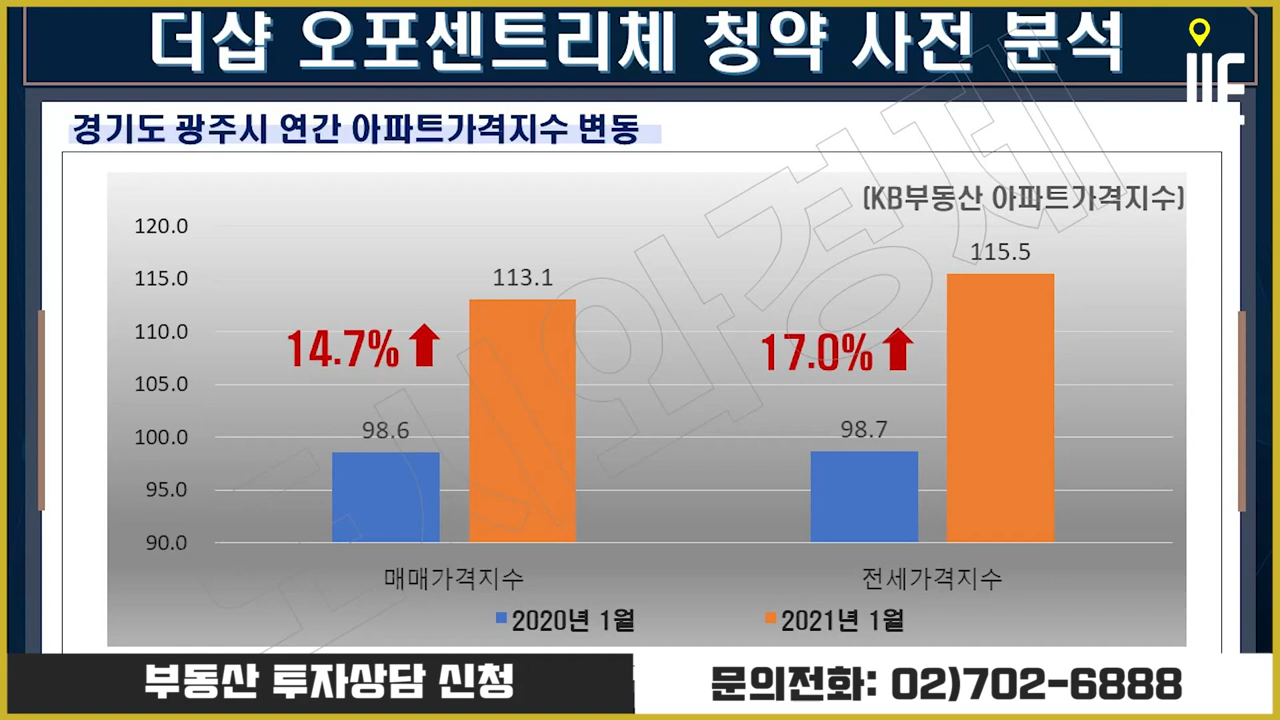 더샵 오포센트리체 청약 사전 분석
경기도 광주시 연간 아파트가격지수 변동
(KB부동산 아파트가격지수)
120.0
115.0
110.0
105.0
100.0
95.0
90.0
98.6
14.7%
113.1
98.7
17.0%
115.5
매매가격지수
전세가격지수
2020년 1월
2021년 1월
부동산 투자상담 신청
문의전화: 02)702-6888